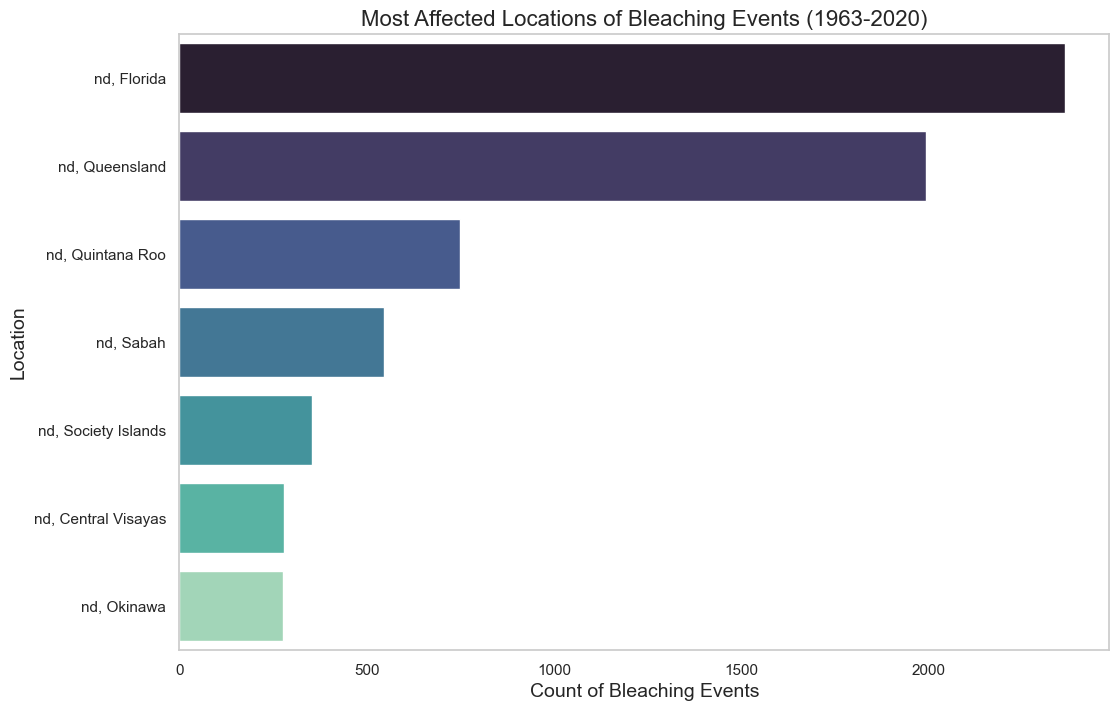 Most Affected Locations of Bleaching Events (1963-2020)
nd, Florida
nd, Queensland
nd, Quintana Roo
nd, Sabah
nd, Society Islands
nd, Central Visayas
nd, Okinawa
Location
0 500 1000 1500 2000
Count of Bleaching Events